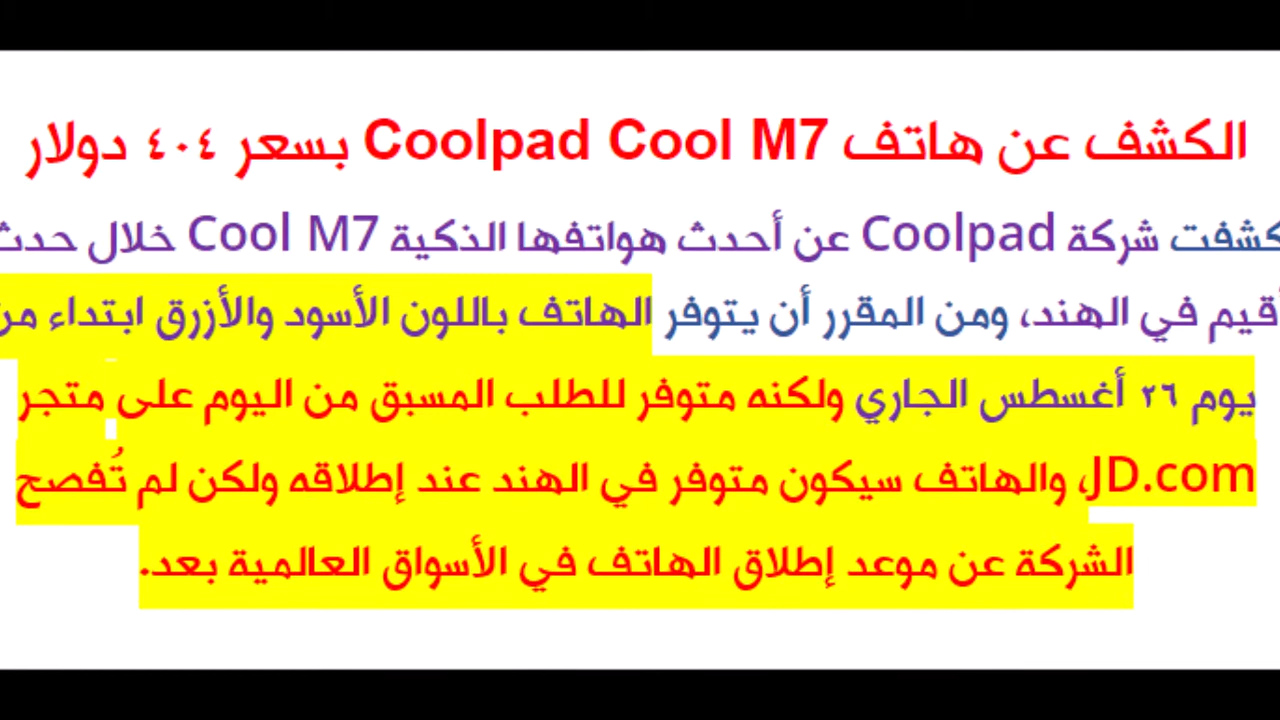 الكشف عن هاتف Coolpad Cool M7 بسعر ٤٠٤ دولار
كشفت شركة Coolpad عن أحدث هواتفها الذكية Cool M7 خلال حدث
أقيم في الهند، ومن المقرر أن يتوفر الهاتف باللون الأسود والأزرق ابتداء من
يوم ٢٦ أغسطس الجاري ولكنه متوفر للطلب المسبق من اليوم على متجر
JD.com، والهاتف سيكون متوفر في الهند عند إطلاقه ولكن لم تُفصح
الشركة عن موعد إطلاق الهاتف في الأسواق العالمية بعد.